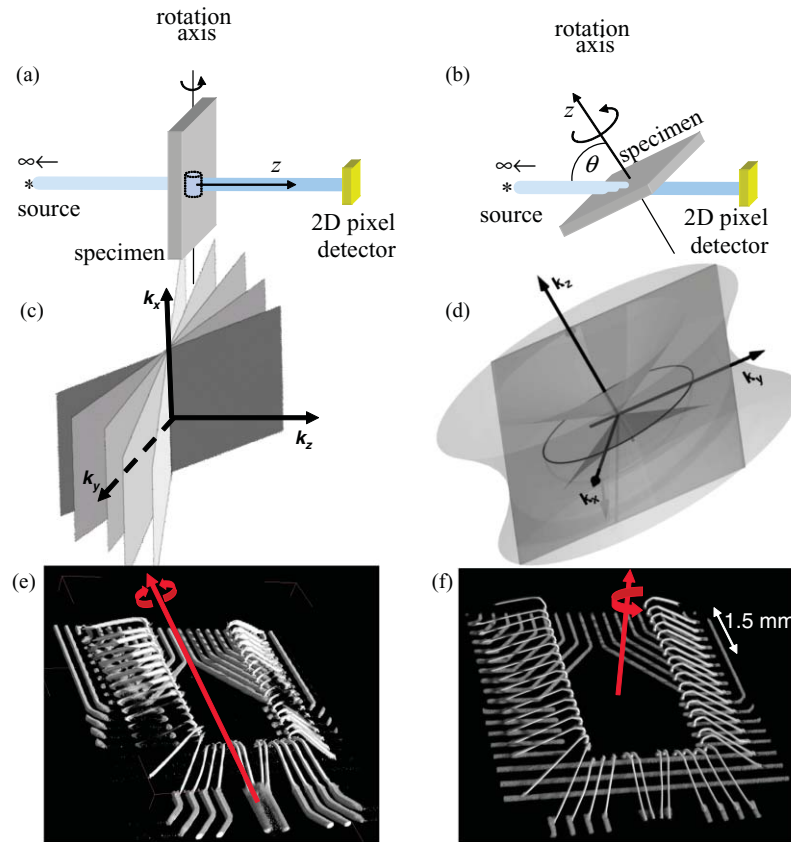 rotation
axis
(a)
∞←
*
source
z
specimen
2D pixel
detector
rotation
axis
(b)
z
θ
specimen
∞←
*
source
2D pixel
detector
(c)
kx
ky
kz
(d)
kz
ky
kx
(e)
(f)
1.5 mm